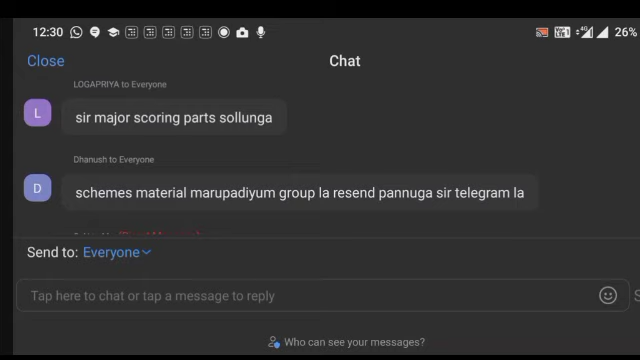 12:30
26%
Close
Chat
LOGAPRIYA to Everyone
L
sir major scoring parts sollunga
Dhanush to Everyone
D
schemes material marupadiyum group la resend pannuga sir telegram la
Send to: Everyone
Tap here to chat or tap a message to reply
Who can see your messages?